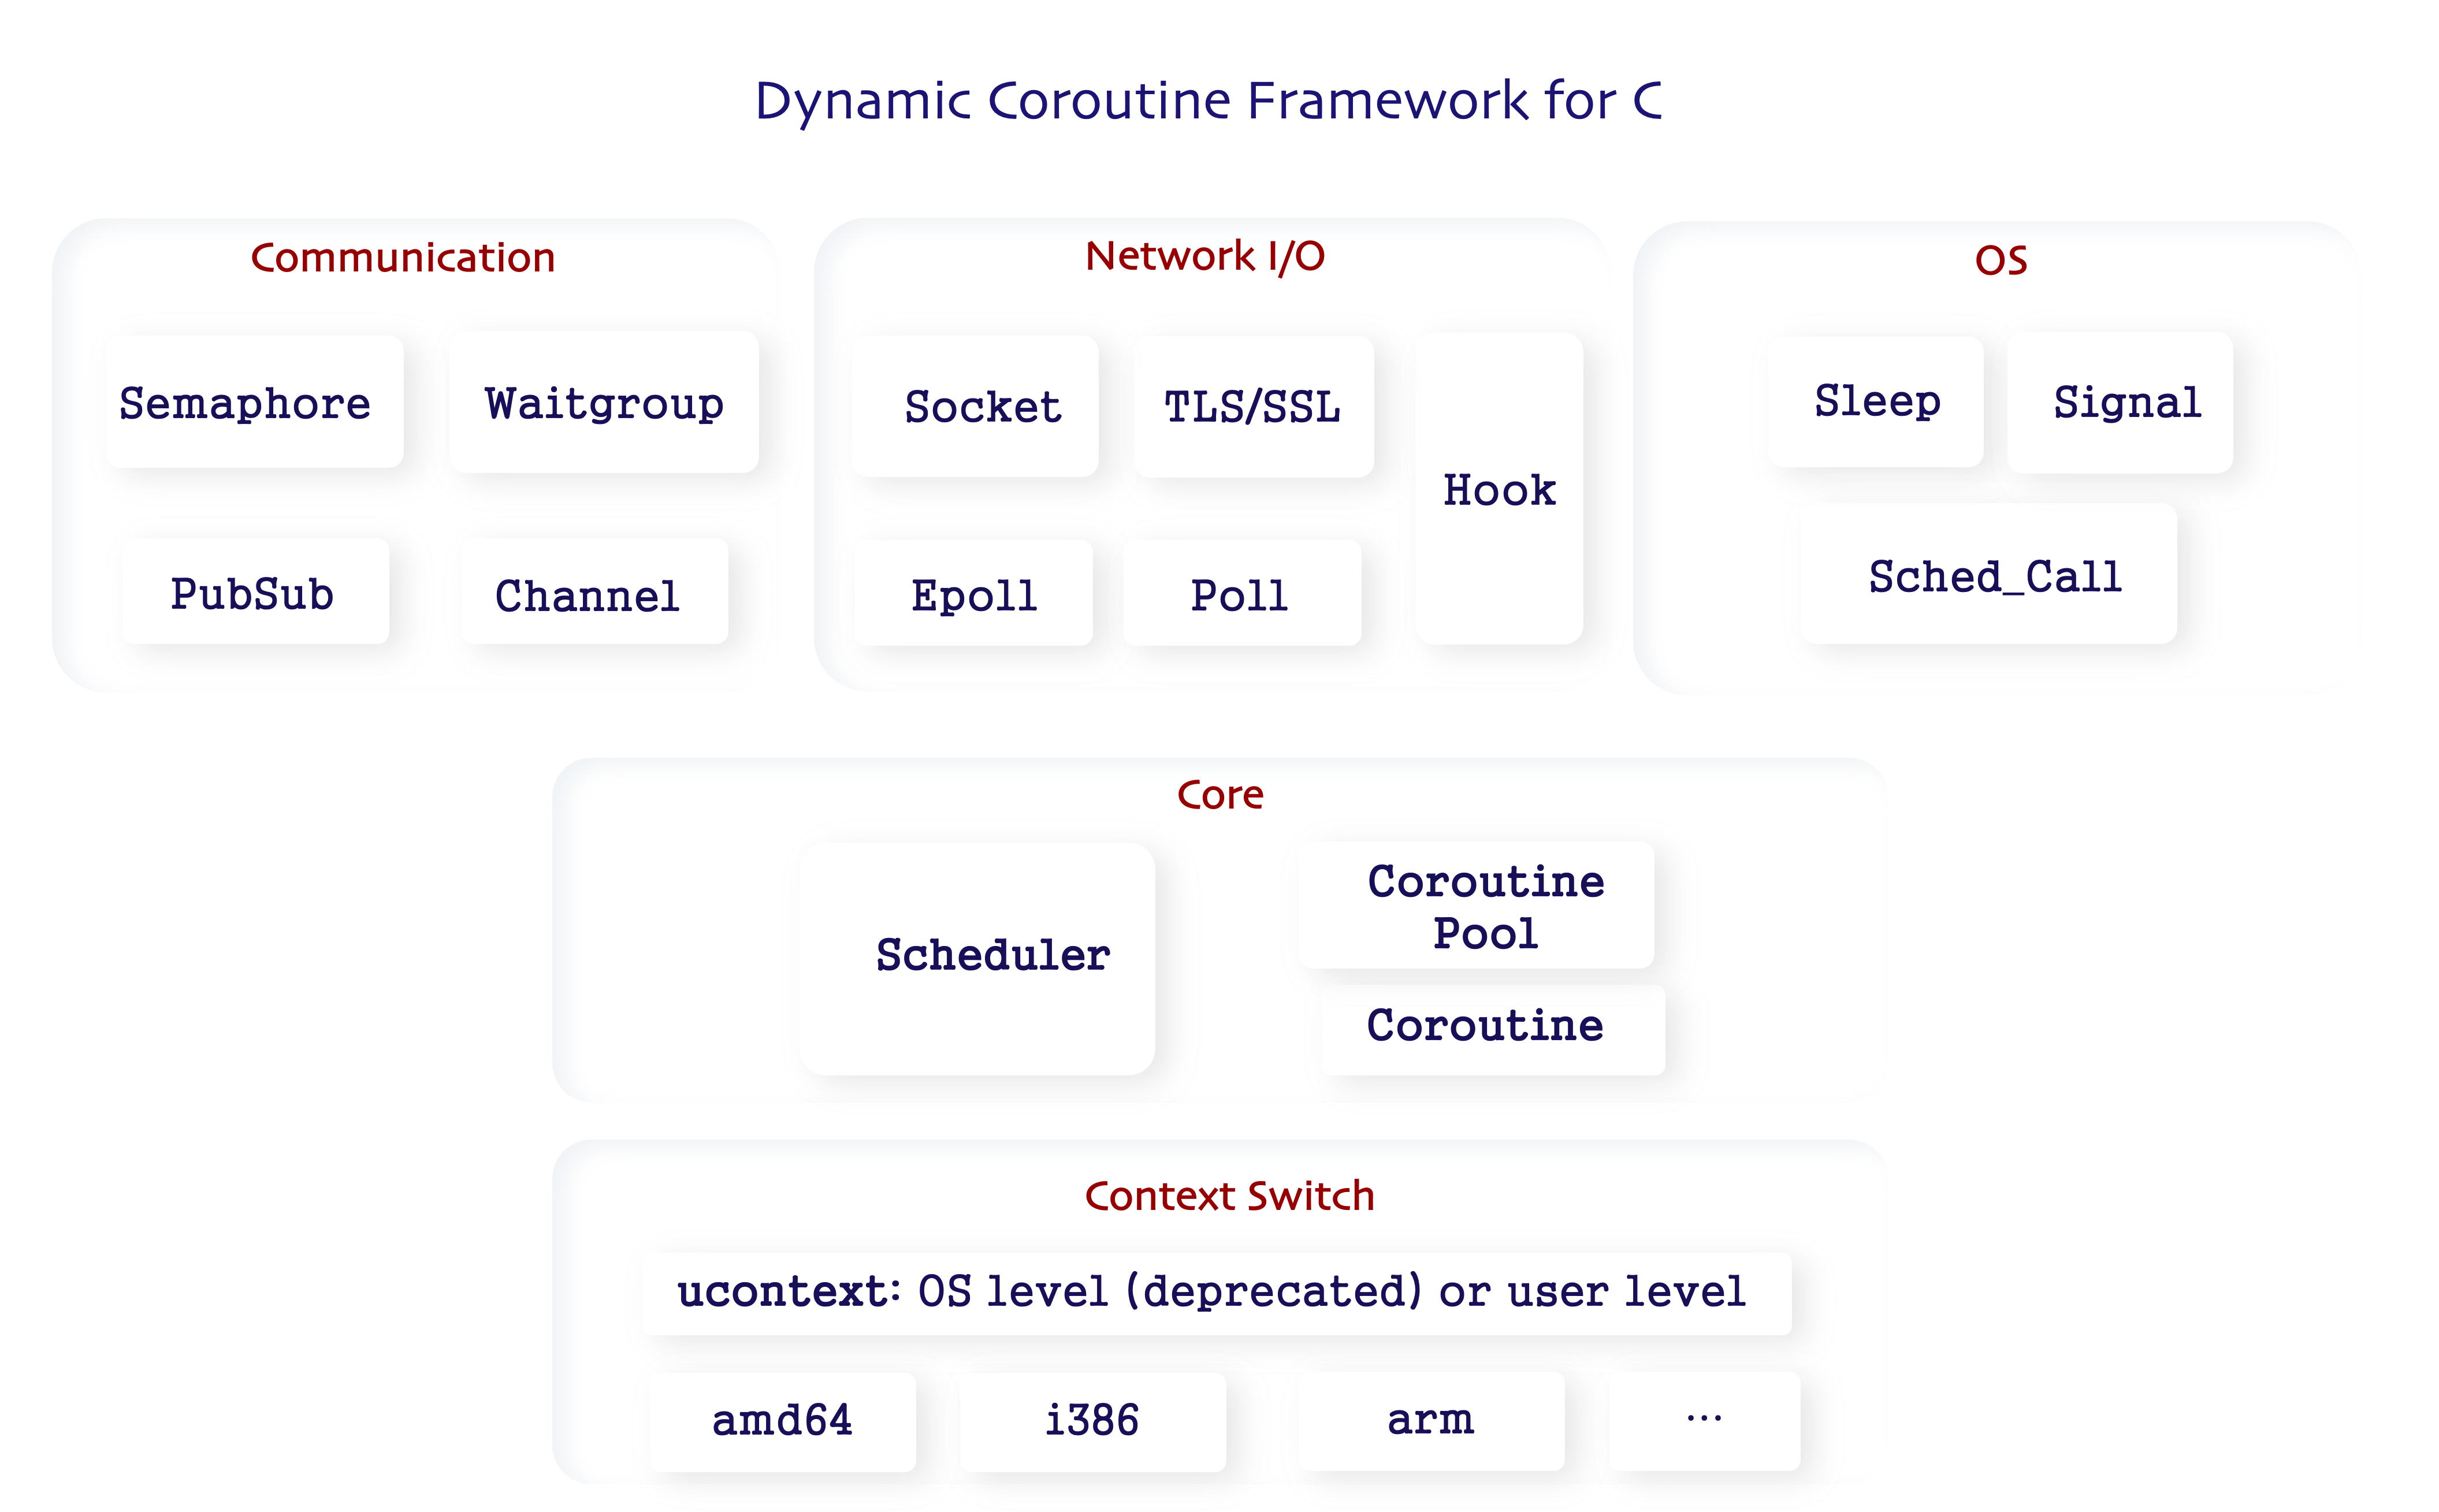 Dynamic Coroutine Framework for C
Communication
Semaphore
Waitgroup
PubSub
Channel
Network I/O
Socket
TLS/SSL
Hook
Epoll
Poll
OS
Sleep
Signal
Sched_Call
Core
Scheduler
Coroutine
Pool
Coroutine
Context Switch
ucontext: OS level (deprecated) or user level
amd64
i386
arm
...